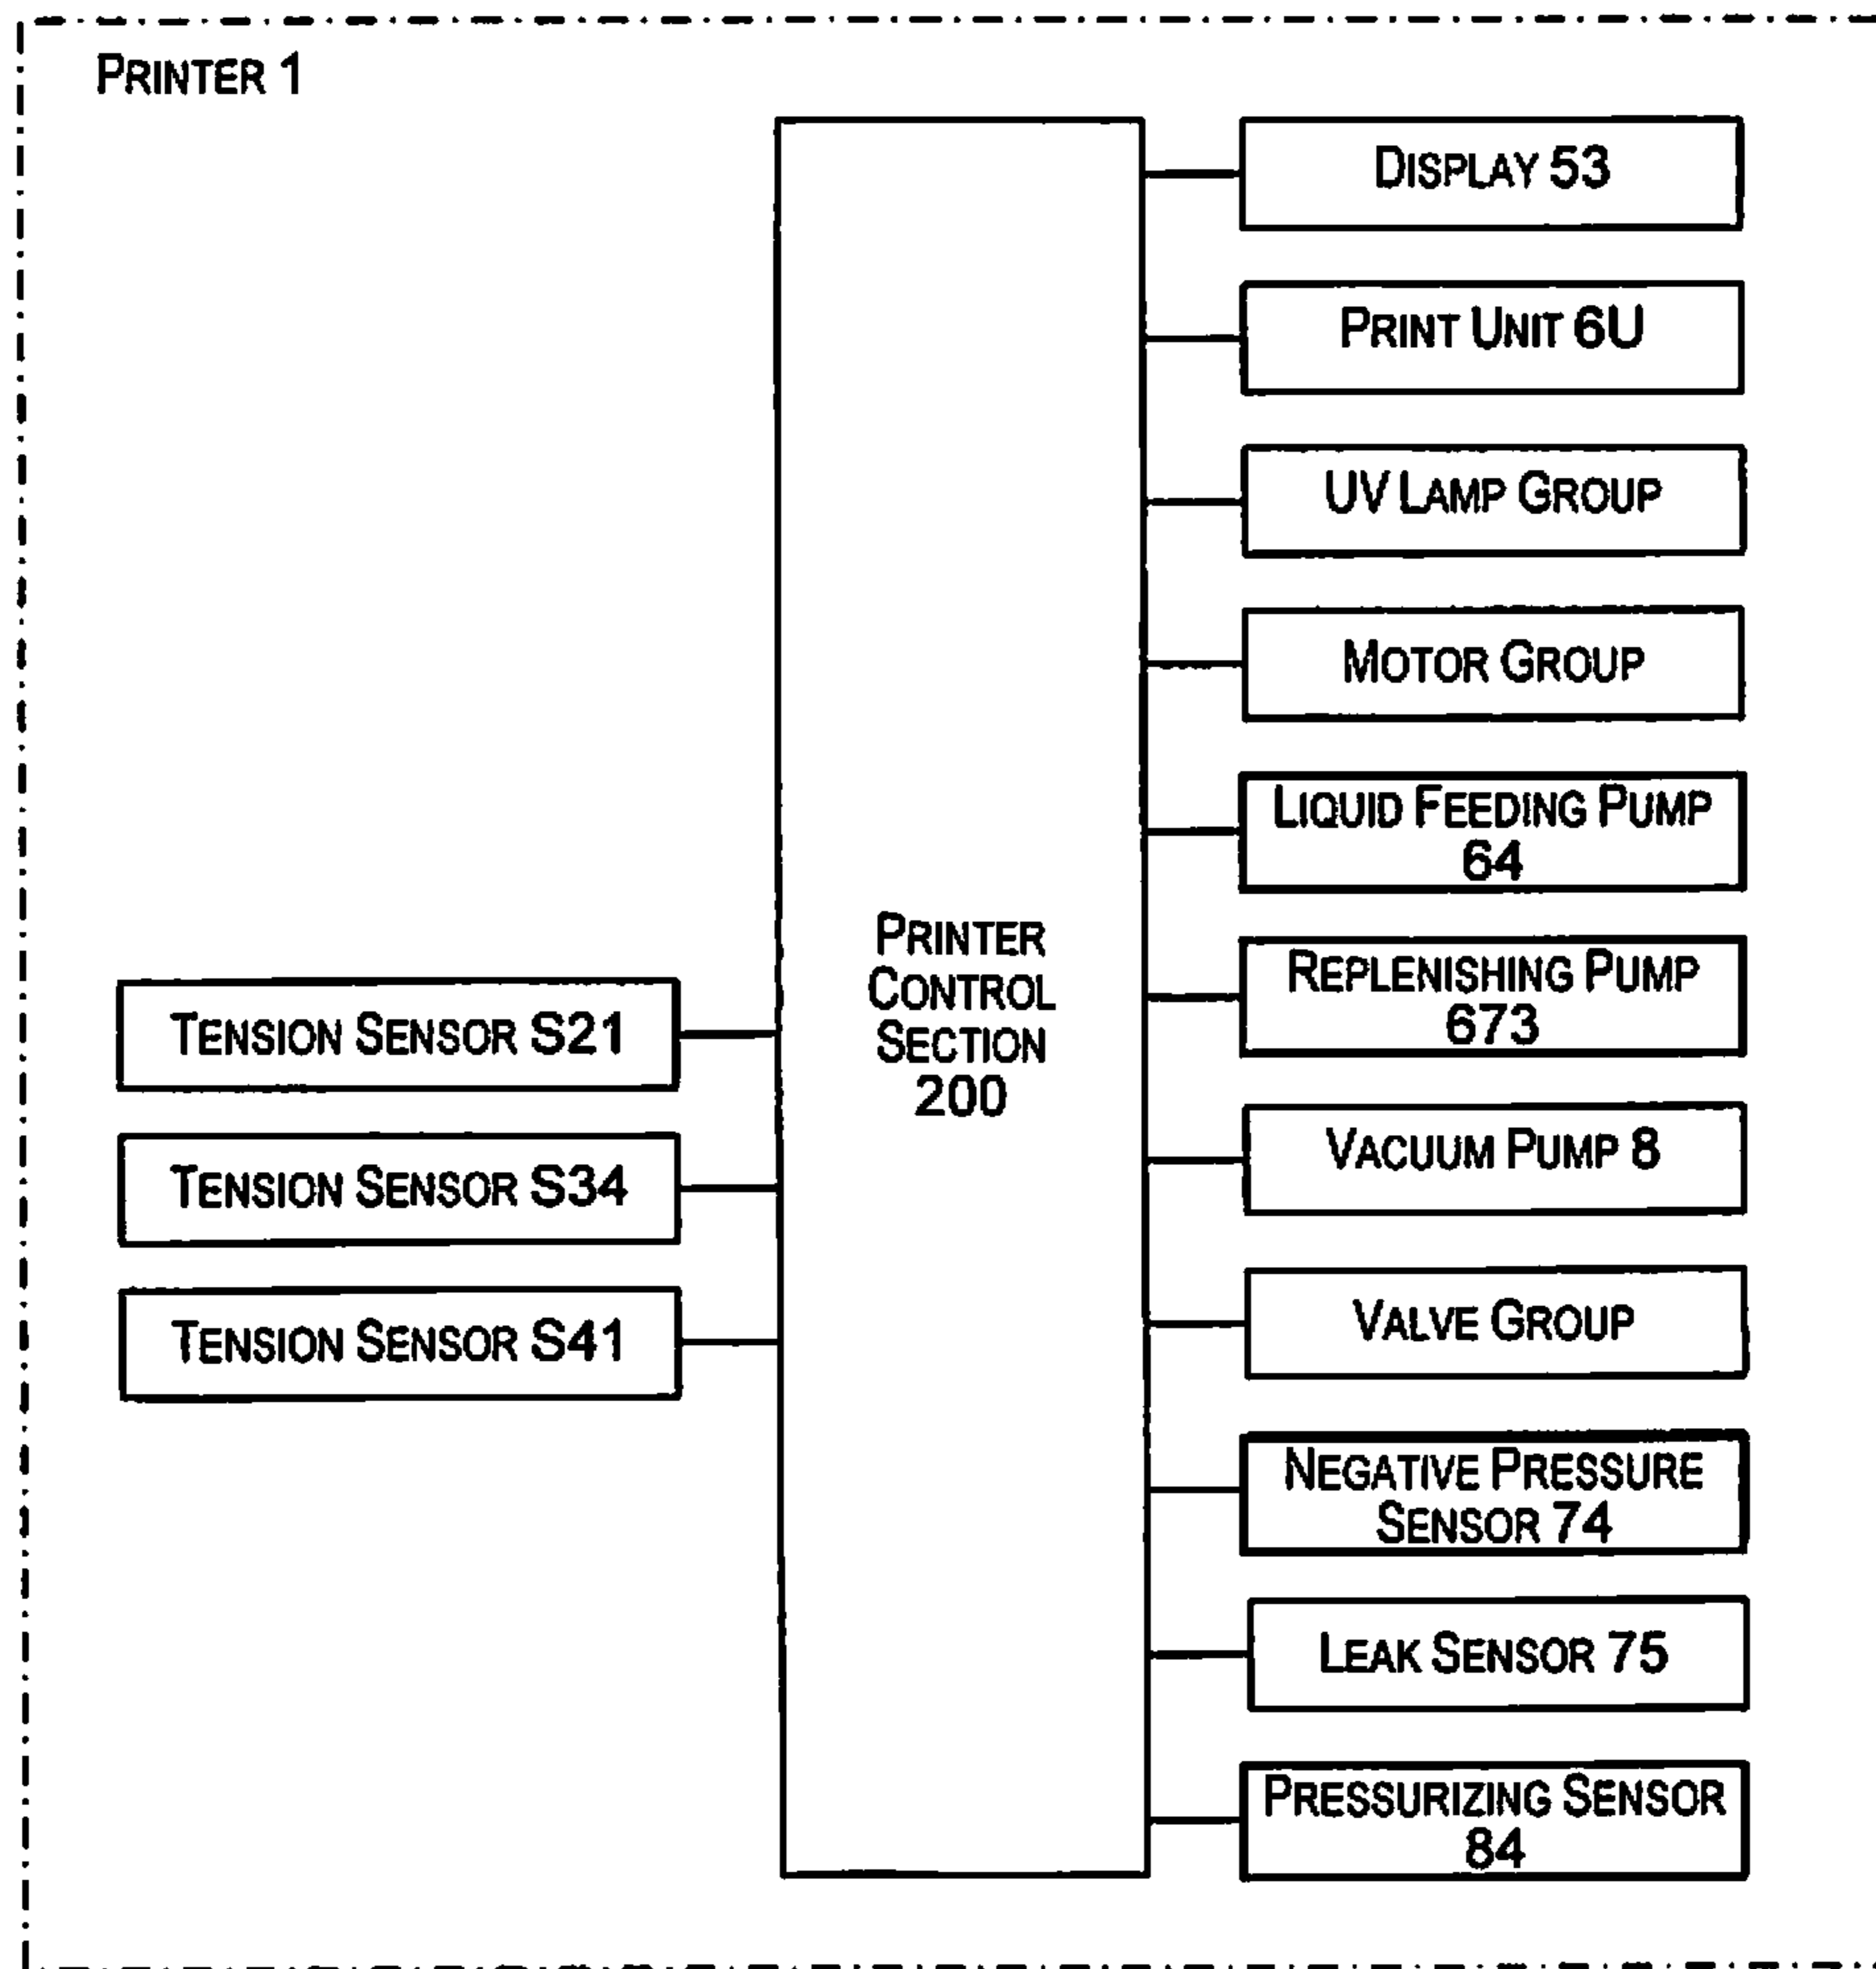 PRINTER 1
DISPLAY 53
PRINT UNIT 6U
UV LAMP GROUP
MOTOR GROUP
LIQUID FEEDING PUMP
64
REPLENISHING PUMP
673
VACUUM PUMP 8
VALVE GROUP
NEGATIVE PRESSURE
SENSOR 74
LEAK SENSOR 75
PRESSURIZING SENSOR
84
PRINTER
CONTROL
SECTION
200
TENSION SENSOR S21
TENSION SENSOR S34
TENSION SENSOR S41